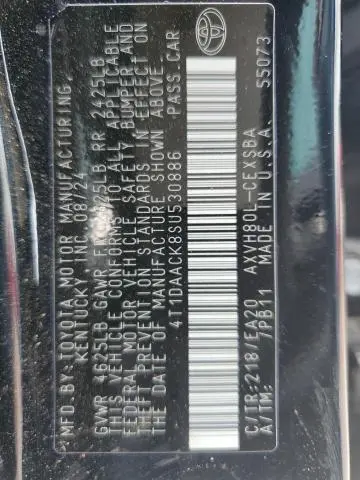 MFD.BY:TOYOTA MOTOR MANUFACTURING
KENTUCKY, INC. 08/24
GVWR 4625LB GAWR FR 2425LB RR 2425LB
THIS VEHICLE CONFORMS TO ALL APPLICABLE
FEDERAL MOTOR VEHICLE SAFETY, BUMPER AND
THEFT PREVENTION STANDARDS IN EFFECT ON
THE DATE OF MANUFACTURE SHOWN ABOVE.
4T1DAACK8SU530886 PASS. CAR
C/TR:218 /EA20 AXVH80L-CEXSBA
A/TM: /PB11 MADE IN U.S.A. 55073
TOYOTA